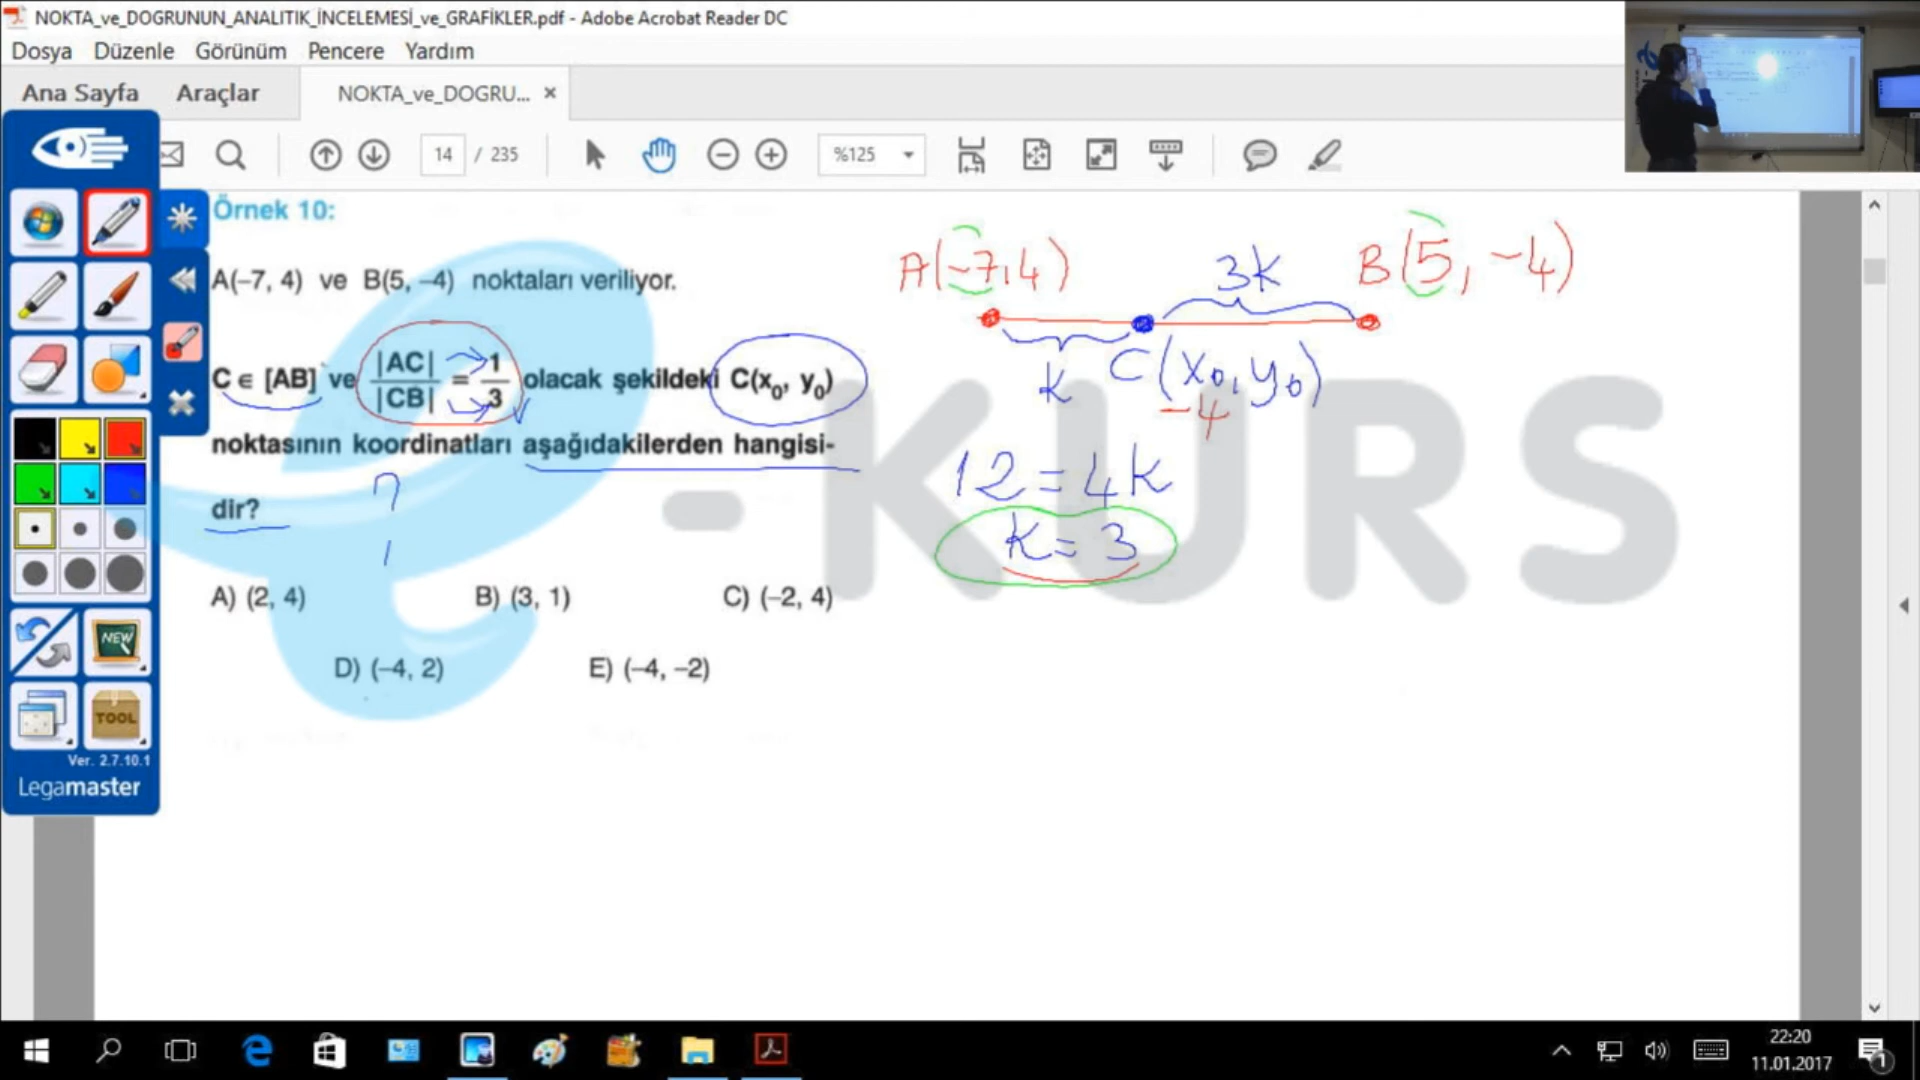 NOKTA_ve_DOGRUNUN_ANALITIK_İNCELEMESİ_ve_GRAFİKLER.pdf - Adobe Acrobat Reader DC
Dosya Düzenle Görünüm Pencere Yardım
Ana Sayfa Araçlar NOKTA_ve_DOGRU... ×
14 / 235 %125
Örnek 10:
A(–7, 4) ve B(5, –4) noktaları veriliyor.
C ∈ [AB] ve |AC| / |CB| = 1 / 3 olacak şekildeki C(x₀, y₀)
noktasının koordinatları aşağıdakilerden hangisi-
dir?
?
A) (2, 4) B) (3, 1) C) (–2, 4)
D) (–4, 2) E) (–4, –2)
A(-7,4) 3k B(5, -4)
k C(x₀, y₀)
-4
12 = 4k
k = 3
-KURS
NEW
TOOL
Ver. 2.7.10.1
Legamaster
22:20
11.01.2017
1